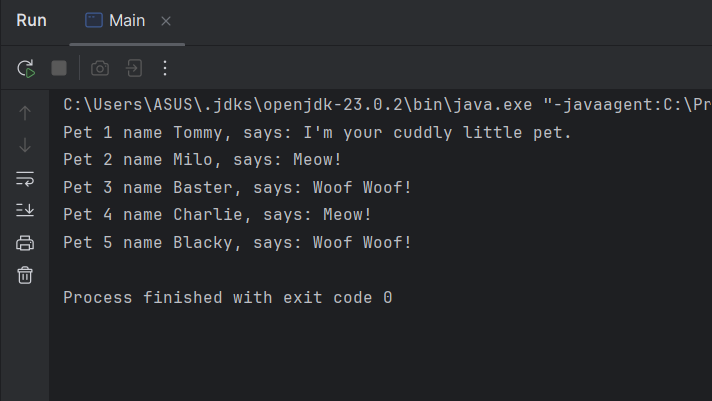 Run Main
C:\Users\ASUS\.jdks\openjdk-23.0.2\bin\java.exe "-javaagent:C:\Pr
Pet 1 name Tommy, says: I'm your cuddly little pet.
Pet 2 name Milo, says: Meow!
Pet 3 name Baster, says: Woof Woof!
Pet 4 name Charlie, says: Meow!
Pet 5 name Blacky, says: Woof Woof!
Process finished with exit code 0